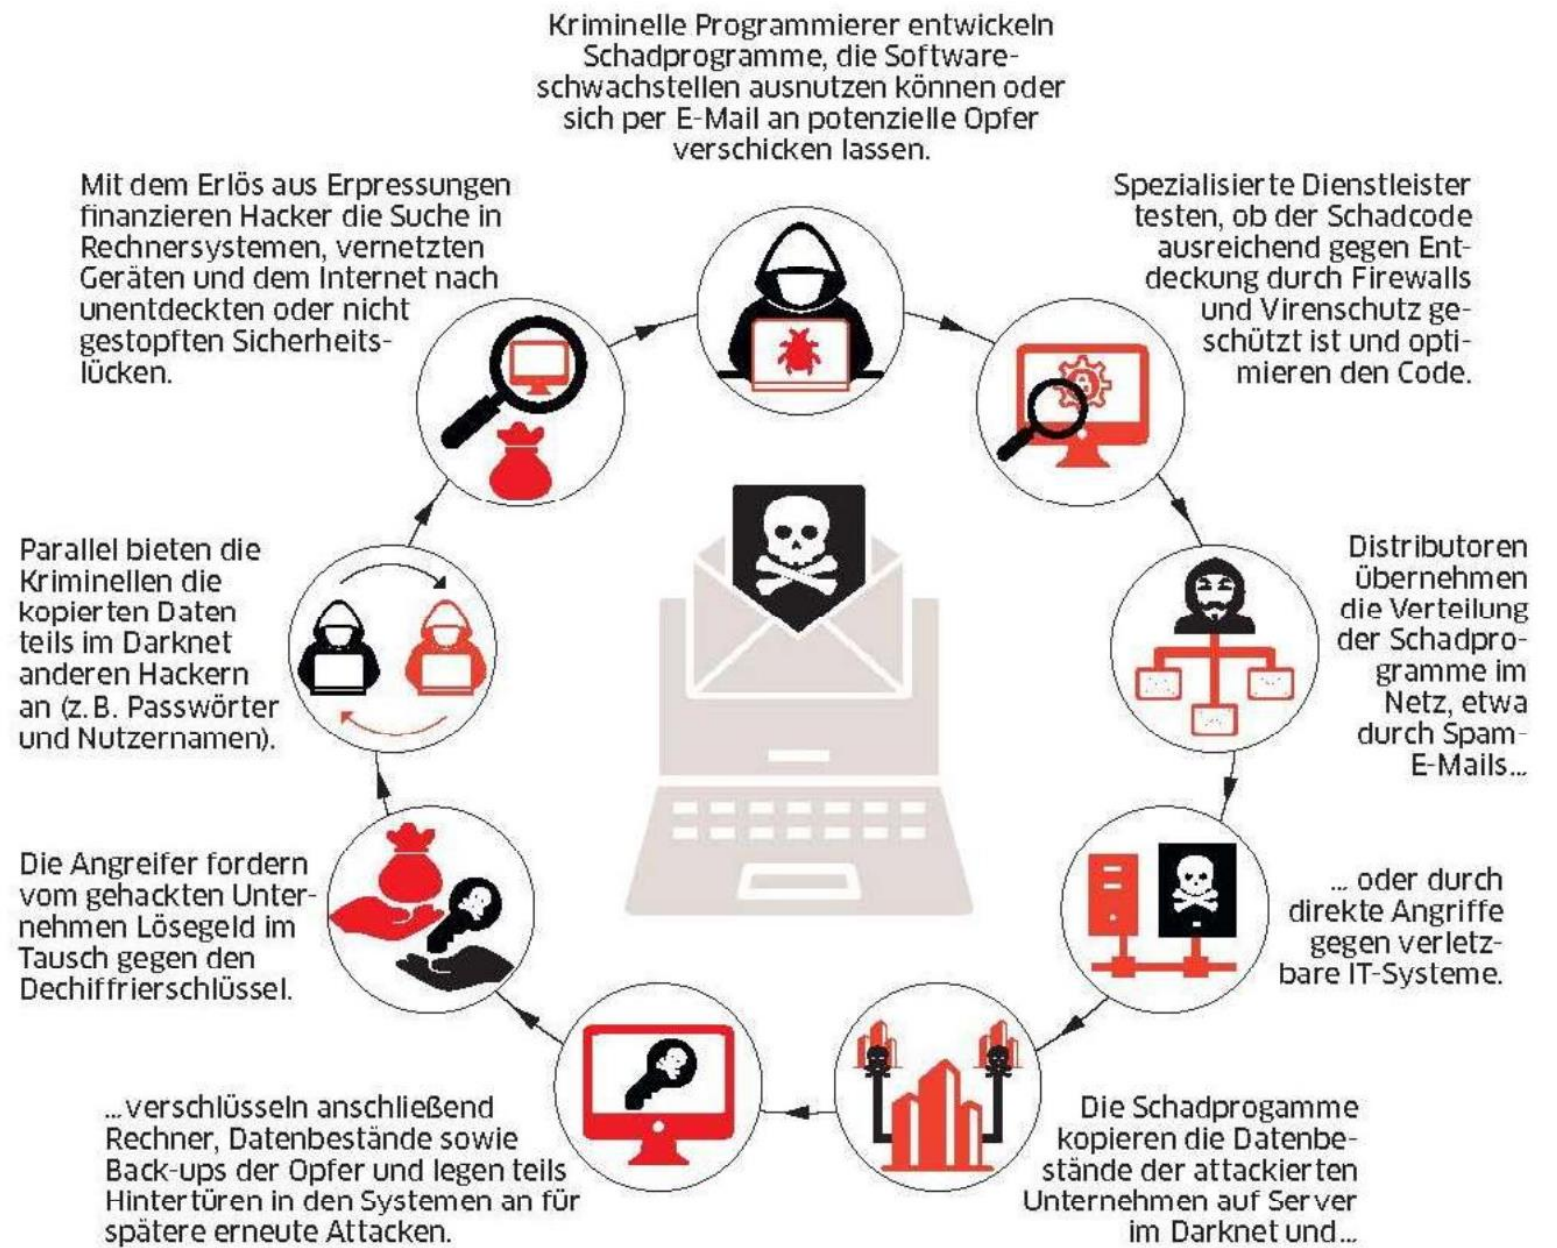 Kriminelle Programmierer entwickeln
Schadprogramme, die Software-
schwachstellen ausnutzen können oder
sich per E-Mail an potenzielle Opfer
verschicken lassen.
Spezialisierte Dienstleister
testen, ob der Schadcode
ausreichend gegen Ent-
deckung durch Firewalls
und Virenschutz ge-
schützt ist und opti-
mieren den Code.
Distributoren
übernehmen
die Verteilung
der Schadpro-
gramme im
Netz, etwa
durch Spam-
E-Mails...
... oder durch
direkte Angriffe
gegen verletz-
bare IT-Systeme.
Die Schadprogamme
kopieren die Datenbe-
stände der attackierten
Unternehmen auf Server
im Darknet und...
...verschlüsseln anschließend
Rechner, Datenbestände sowie
Back-ups der Opfer und legen teils
Hintertüren in den Systemen an für
spätere erneute Attacken.
Die Angreifer fordern
vom gehackten Unter-
nehmen Lösegeld im
Tausch gegen den
Dechiffrierschlüssel.
Parallel bieten die
Kriminellen die
kopierten Daten
teils im Darknet
anderen Hackern
an (z. B. Passwörter
und Nutzernamen).
Mit dem Erlös aus Erpressungen
finanzieren Hacker die Suche in
Rechnersystemen, vernetzten
Geräten und dem Internet nach
unentdeckten oder nicht
gestopften Sicherheits-
lücken.